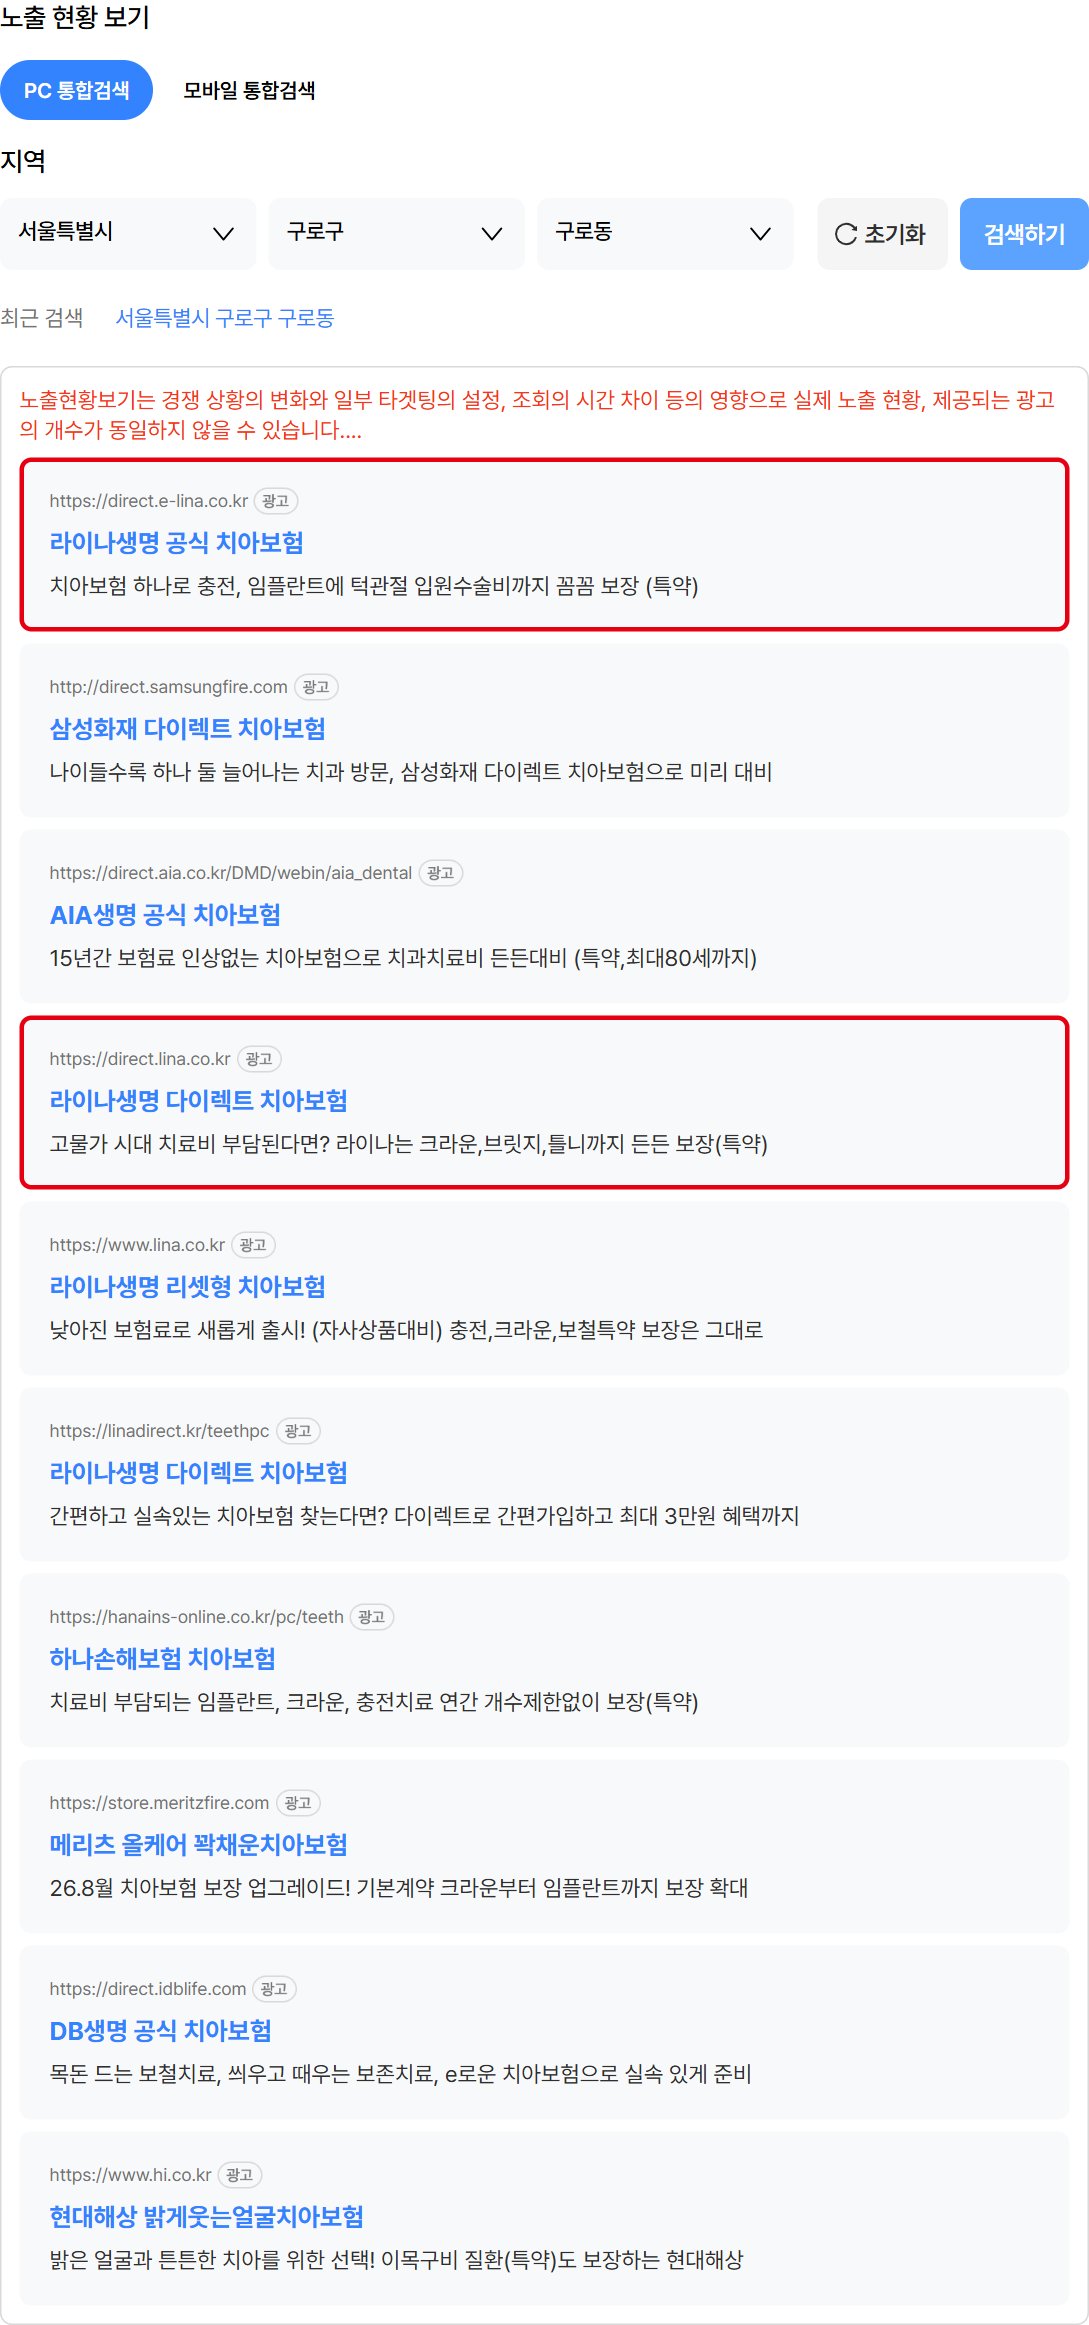 노출 현황 보기
PC 통합검색 모바일 통합검색
지역
서울특별시 구로구 구로동 초기화 검색하기
최근 검색 서울특별시 구로구 구로동
노출현황보기는 경쟁 상황의 변화와 일부 타겟팅의 설정, 조회의 시간 차이 등의 영향으로 실제 노출 현황, 제공되는 광고
의 개수가 동일하지 않을 수 있습니다....
https://direct.e-lina.co.kr 광고
라이나생명 공식 치아보험
치아보험 하나로 충전, 임플란트에 턱관절 입원수술비까지 꼼꼼 보장 (특약)
http://direct.samsungfire.com 광고
삼성화재 다이렉트 치아보험
나이들수록 하나 둘 늘어나는 치과 방문, 삼성화재 다이렉트 치아보험으로 미리 대비
https://direct.aia.co.kr/DMD/webin/aia_dental 광고
AIA생명 공식 치아보험
15년간 보험료 인상없는 치아보험으로 치과치료비 든든대비 (특약,최대80세까지)
https://direct.lina.co.kr 광고
라이나생명 다이렉트 치아보험
고물가 시대 치료비 부담된다면? 라이나는 크라운,브릿지,틀니까지 든든 보장(특약)
https://www.lina.co.kr 광고
라이나생명 리셋형 치아보험
낮아진 보험료로 새롭게 출시! (자사상품대비) 충전,크라운,보철특약 보장은 그대로
https://linadirect.kr/teethpc 광고
라이나생명 다이렉트 치아보험
간편하고 실속있는 치아보험 찾는다면? 다이렉트로 간편가입하고 최대 3만원 혜택까지
https://hanains-online.co.kr/pc/teeth 광고
하나손해보험 치아보험
치료비 부담되는 임플란트, 크라운, 충전치료 연간 개수제한없이 보장(특약)
https://store.meritzfire.com 광고
메리츠 올케어 꽉채운치아보험
26.8월 치아보험 보장 업그레이드! 기본계약 크라운부터 임플란트까지 보장 확대
https://direct.idblife.com 광고
DB생명 공식 치아보험
목돈 드는 보철치료, 씌우고 때우는 보존치료, e로운 치아보험으로 실속 있게 준비
https://www.hi.co.kr 광고
현대해상 밝게웃는얼굴치아보험
밝은 얼굴과 튼튼한 치아를 위한 선택! 이목구비 질환(특약)도 보장하는 현대해상